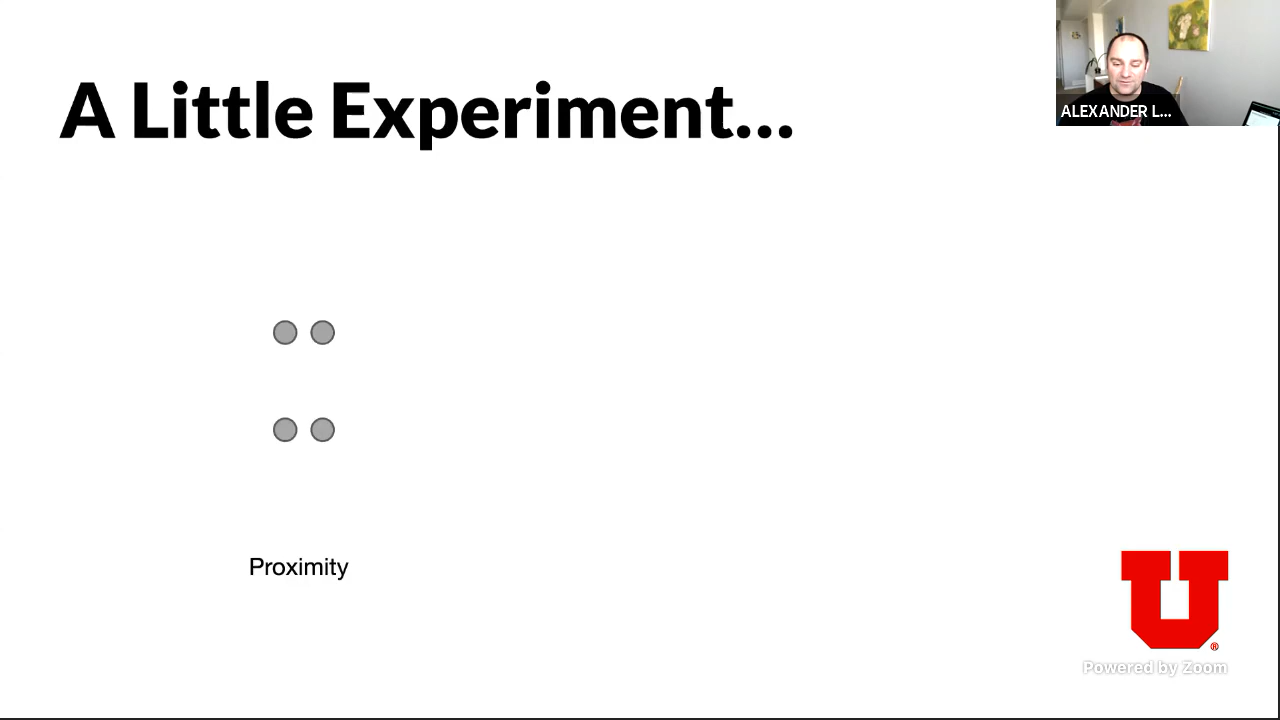 A Little Experiment...
ALEXANDER L...
Proximity
U
®
Powered by Zoom